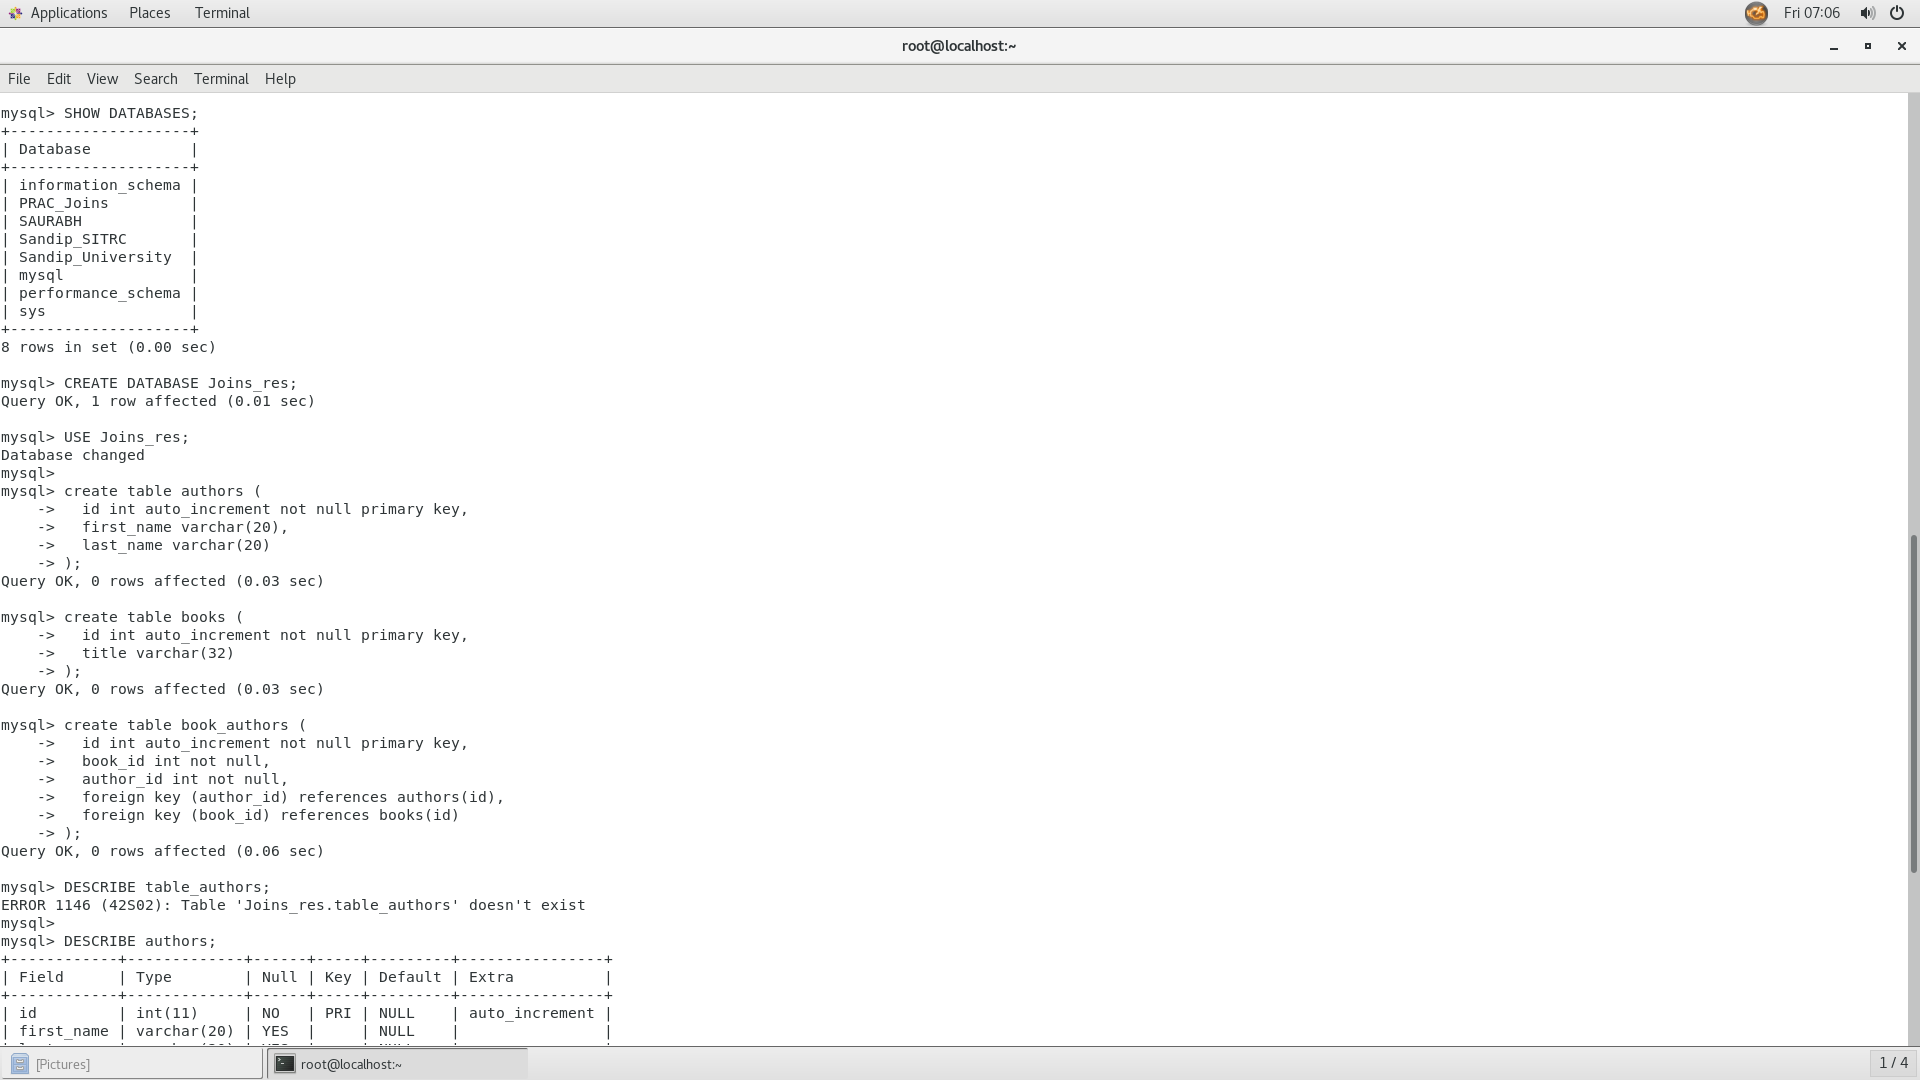 Applications Places Terminal Fri 07:06
root@localhost:~
File Edit View Search Terminal Help
mysql> SHOW DATABASES;
+--------------------+
| Database           |
+--------------------+
| information_schema |
| PRAC_Joins         |
| SAURABH            |
| Sandip_SITRC       |
| Sandip_University  |
| mysql              |
| performance_schema |
| sys                |
+--------------------+
8 rows in set (0.00 sec)
mysql> CREATE DATABASE Joins_res;
Query OK, 1 row affected (0.01 sec)
mysql> USE Joins_res;
Database changed
mysql>
mysql> create table authors (
    ->   id int auto_increment not null primary key,
    ->   first_name varchar(20),
    ->   last_name varchar(20)
    -> );
Query OK, 0 rows affected (0.03 sec)
mysql> create table books (
    ->   id int auto_increment not null primary key,
    ->   title varchar(32)
    -> );
Query OK, 0 rows affected (0.03 sec)
mysql> create table book_authors (
    ->   id int auto_increment not null primary key,
    ->   book_id int not null,
    ->   author_id int not null,
    ->   foreign key (author_id) references authors(id),
    ->   foreign key (book_id) references books(id)
    -> );
Query OK, 0 rows affected (0.06 sec)
mysql> DESCRIBE table_authors;
ERROR 1146 (42S02): Table 'Joins_res.table_authors' doesn't exist
mysql>
mysql> DESCRIBE authors;
+------------+-------------+------+-----+---------+----------------+
| Field      | Type        | Null | Key | Default | Extra          |
+------------+-------------+------+-----+---------+----------------+
| id         | int(11)     | NO   | PRI | NULL    | auto_increment |
| first_name | varchar(20) | YES  |     | NULL    |                |
[Pictures] root@localhost:~ 1 / 4